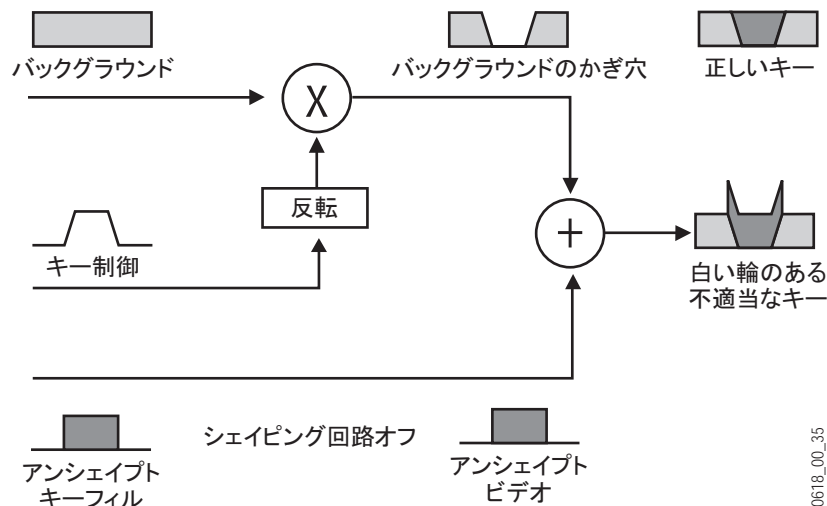 バックグラウンド
バックグラウンドのかぎ穴
正しいキー
X
反転
キー制御
+
白い輪のある
不適当なキー
シェイピング回路オフ
アンシェイプト
キーフィル
アンシェイプト
ビデオ
0618_00_35